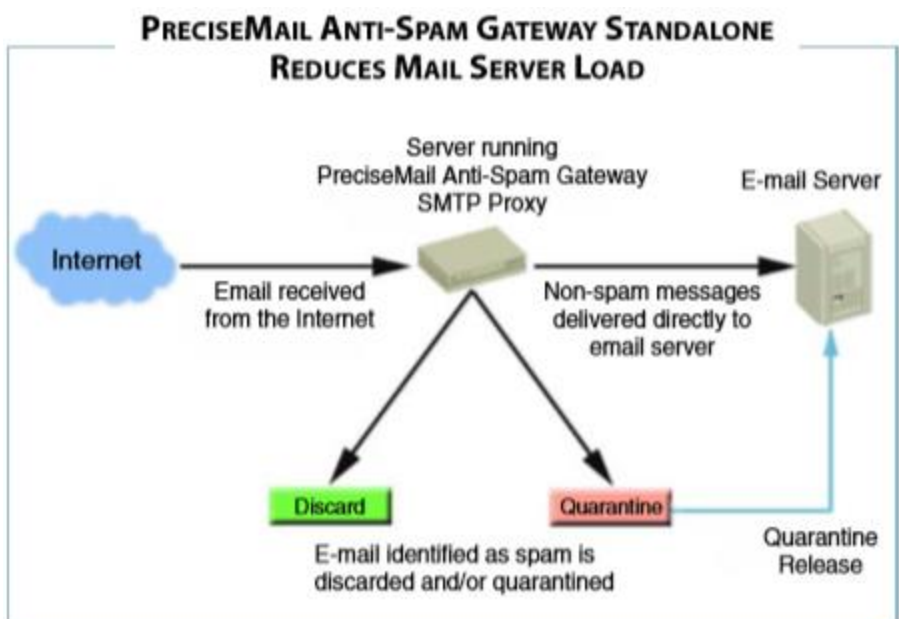 PRECISEMAIL ANTI-SPAM GATEWAY STANDALONE
REDUCES MAIL SERVER LOAD
Server running
PreciseMail Anti-Spam Gateway
SMTP Proxy
E-mail Server
Internet
Email received
from the Internet
Non-spam messages
delivered directly to
email server
Discard
Quarantine
E-mail identified as spam is
discarded and/or quarantined
Quarantine
Release